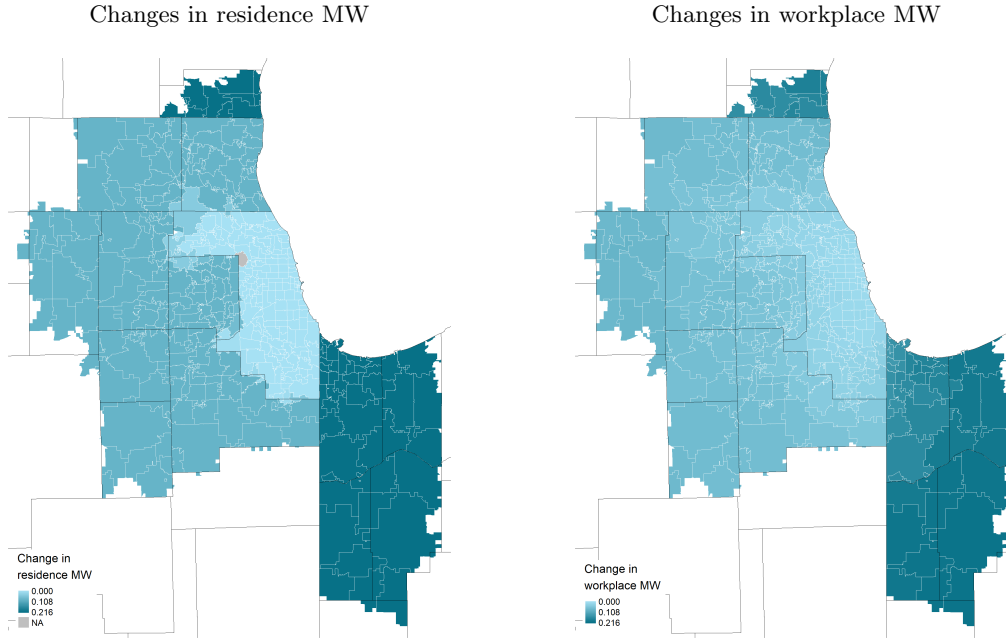 Changes in residence MW
Changes in workplace MW
Change in
residence MW
0.000
0.108
0.216
NA
Change in
workplace MW
0.000
0.108
0.216